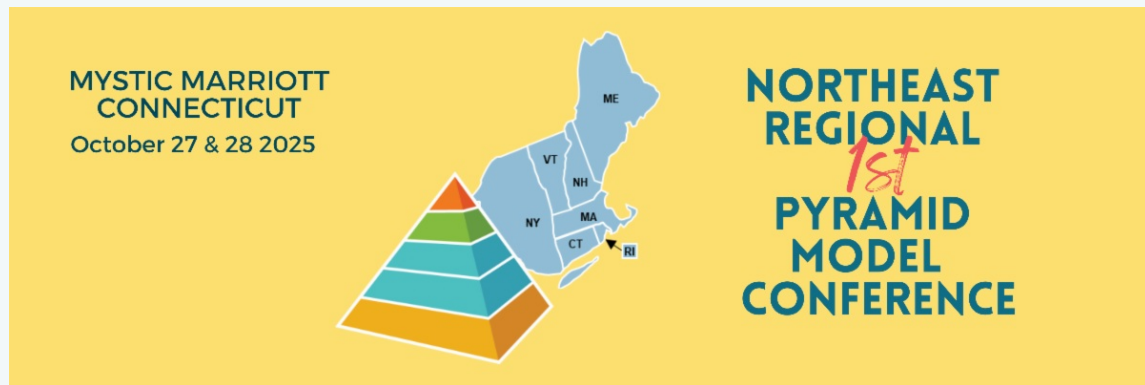 MYSTIC MARRIOTT
CONNECTICUT
October 27 & 28 2025
ME
VT
NH
NY
MA
CT
RI
NORTHEAST
REGIONAL
1st
PYRAMID
MODEL
CONFERENCE